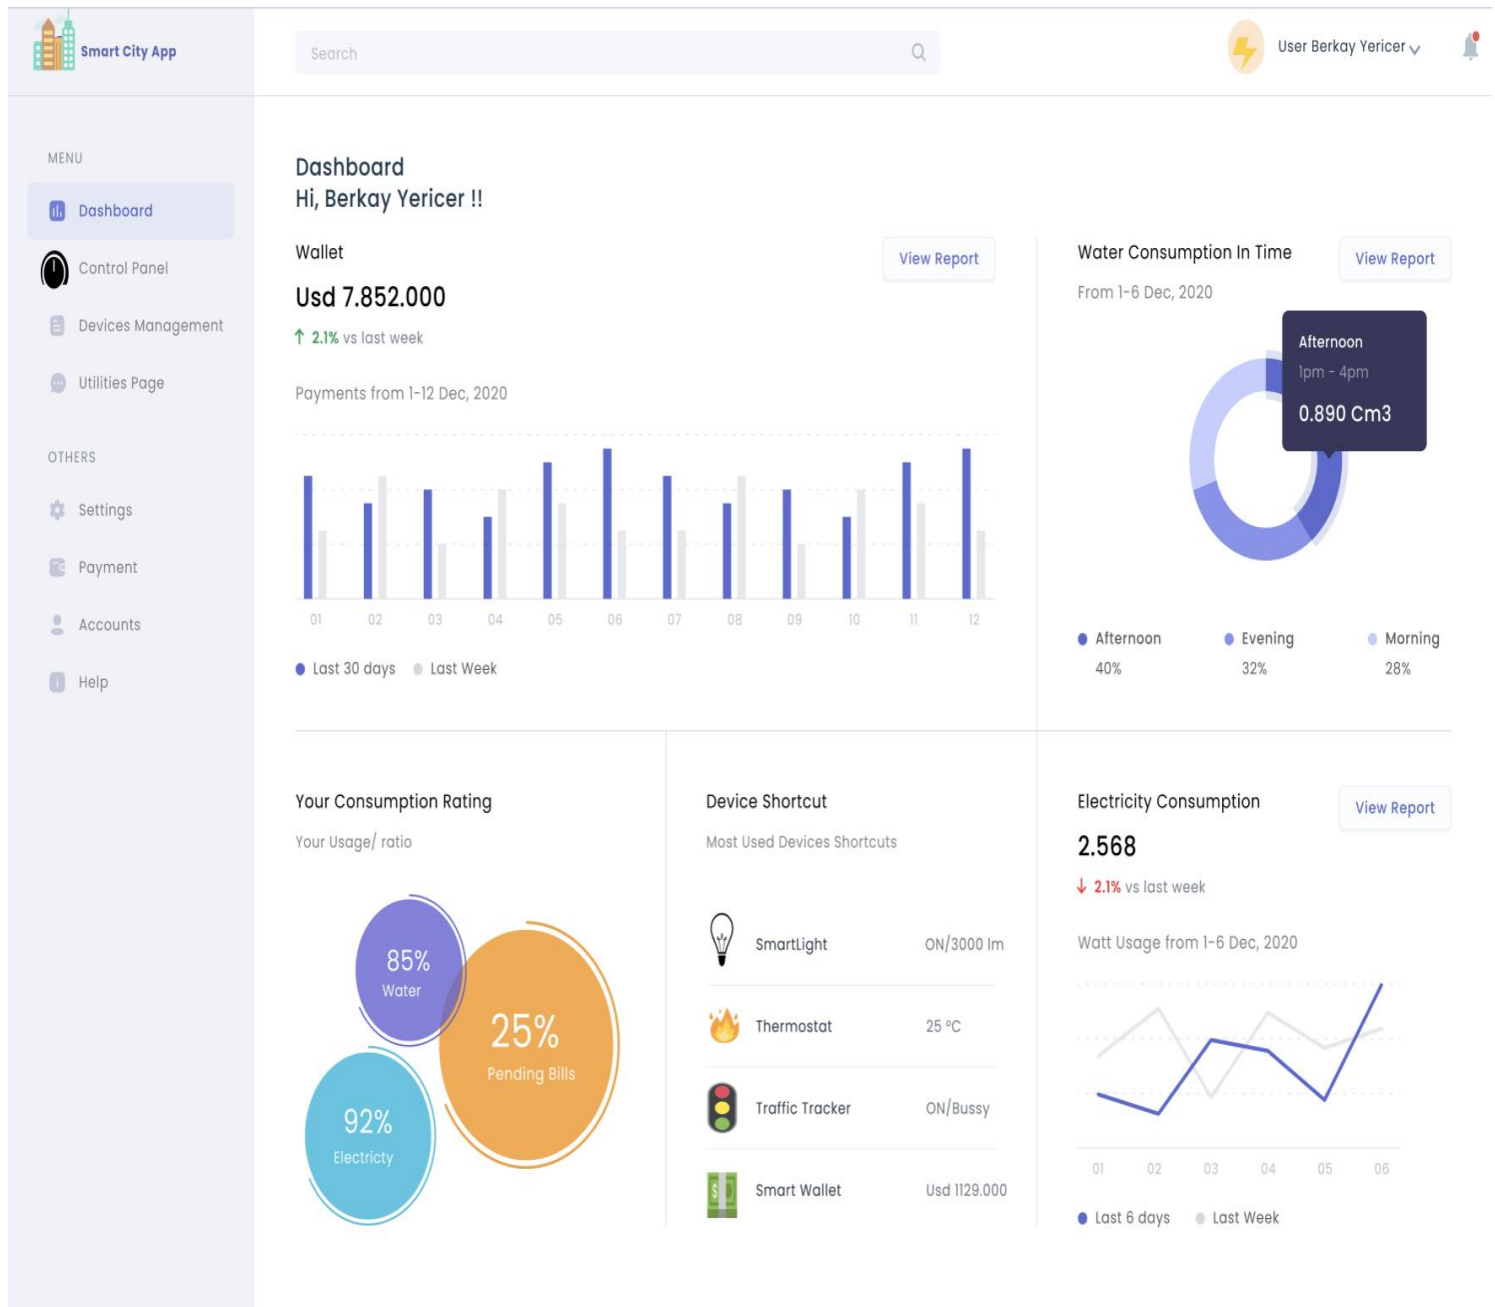 Smart City App
Search
User Berkay Yericer
MENU
Dashboard
Control Panel
Devices Management
Utilities Page
OTHERS
Settings
Payment
Accounts
Help
Dashboard
Hi, Berkay Yericer !!
Wallet
View Report
Usd 7.852.000
2.1% vs last week
Payments from 1-12 Dec, 2020
01 02 03 04 05 06 07 08 09 10 11 12
Last 30 days Last Week
Water Consumption In Time
View Report
From 1-6 Dec, 2020
Afternoon
1pm - 4pm
0.890 Cm3
Afternoon Evening Morning
40% 32% 28%
Your Consumption Rating
Your Usage/ ratio
85%
Water
25%
Pending Bills
92%
Electricty
Device Shortcut
Most Used Devices Shortcuts
SmartLight ON/3000 lm
Thermostat 25 ºC
Traffic Tracker ON/Bussy
Smart Wallet Usd 1129.000
Electricity Consumption
View Report
2.568
2.1% vs last week
Watt Usage from 1-6 Dec, 2020
01 02 03 04 05 06
Last 6 days Last Week